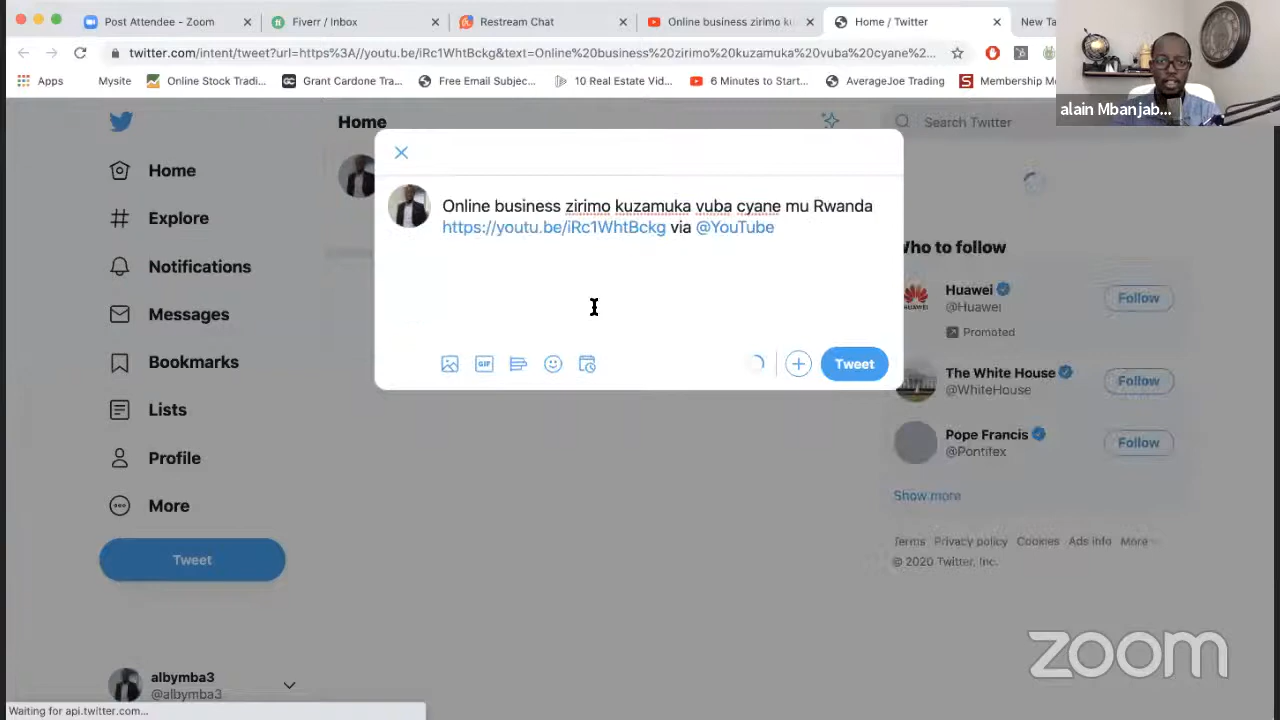 Post Attendee - Zoom
Fiverr / Inbox
Restream Chat
Online business zirimo ku
Home / Twitter
New Ta
twitter.com/intent/tweet?url=https%3A//youtu.be/iRc1WhtBckg&text=Online%20business%20zirimo%20kuzamuka%20vuba%20cyane%2...
Apps
Mysite
Online Stock Tradi...
Grant Cardone Tra...
Free Email Subjec...
10 Real Estate Vid...
6 Minutes to Start...
AverageJoe Trading
Membership M
alain Mbanjab...
Home
Search Twitter
Home
Explore
Notifications
Messages
Bookmarks
Lists
Profile
More
Tweet
albymba3
@albymba3
Online business zirimo kuzamuka vuba cyane mu Rwanda
https://youtu.be/iRc1WhtBckg via @YouTube
GIF
Tweet
Who to follow
HUAWEI
Huawei
@Huawei
Promoted
Follow
The White House
@WhiteHouse
Follow
Pope Francis
@Pontifex
Follow
Show more
Terms Privacy policy Cookies Ads info More
© 2020 Twitter, Inc.
zoom
Waiting for api.twitter.com...